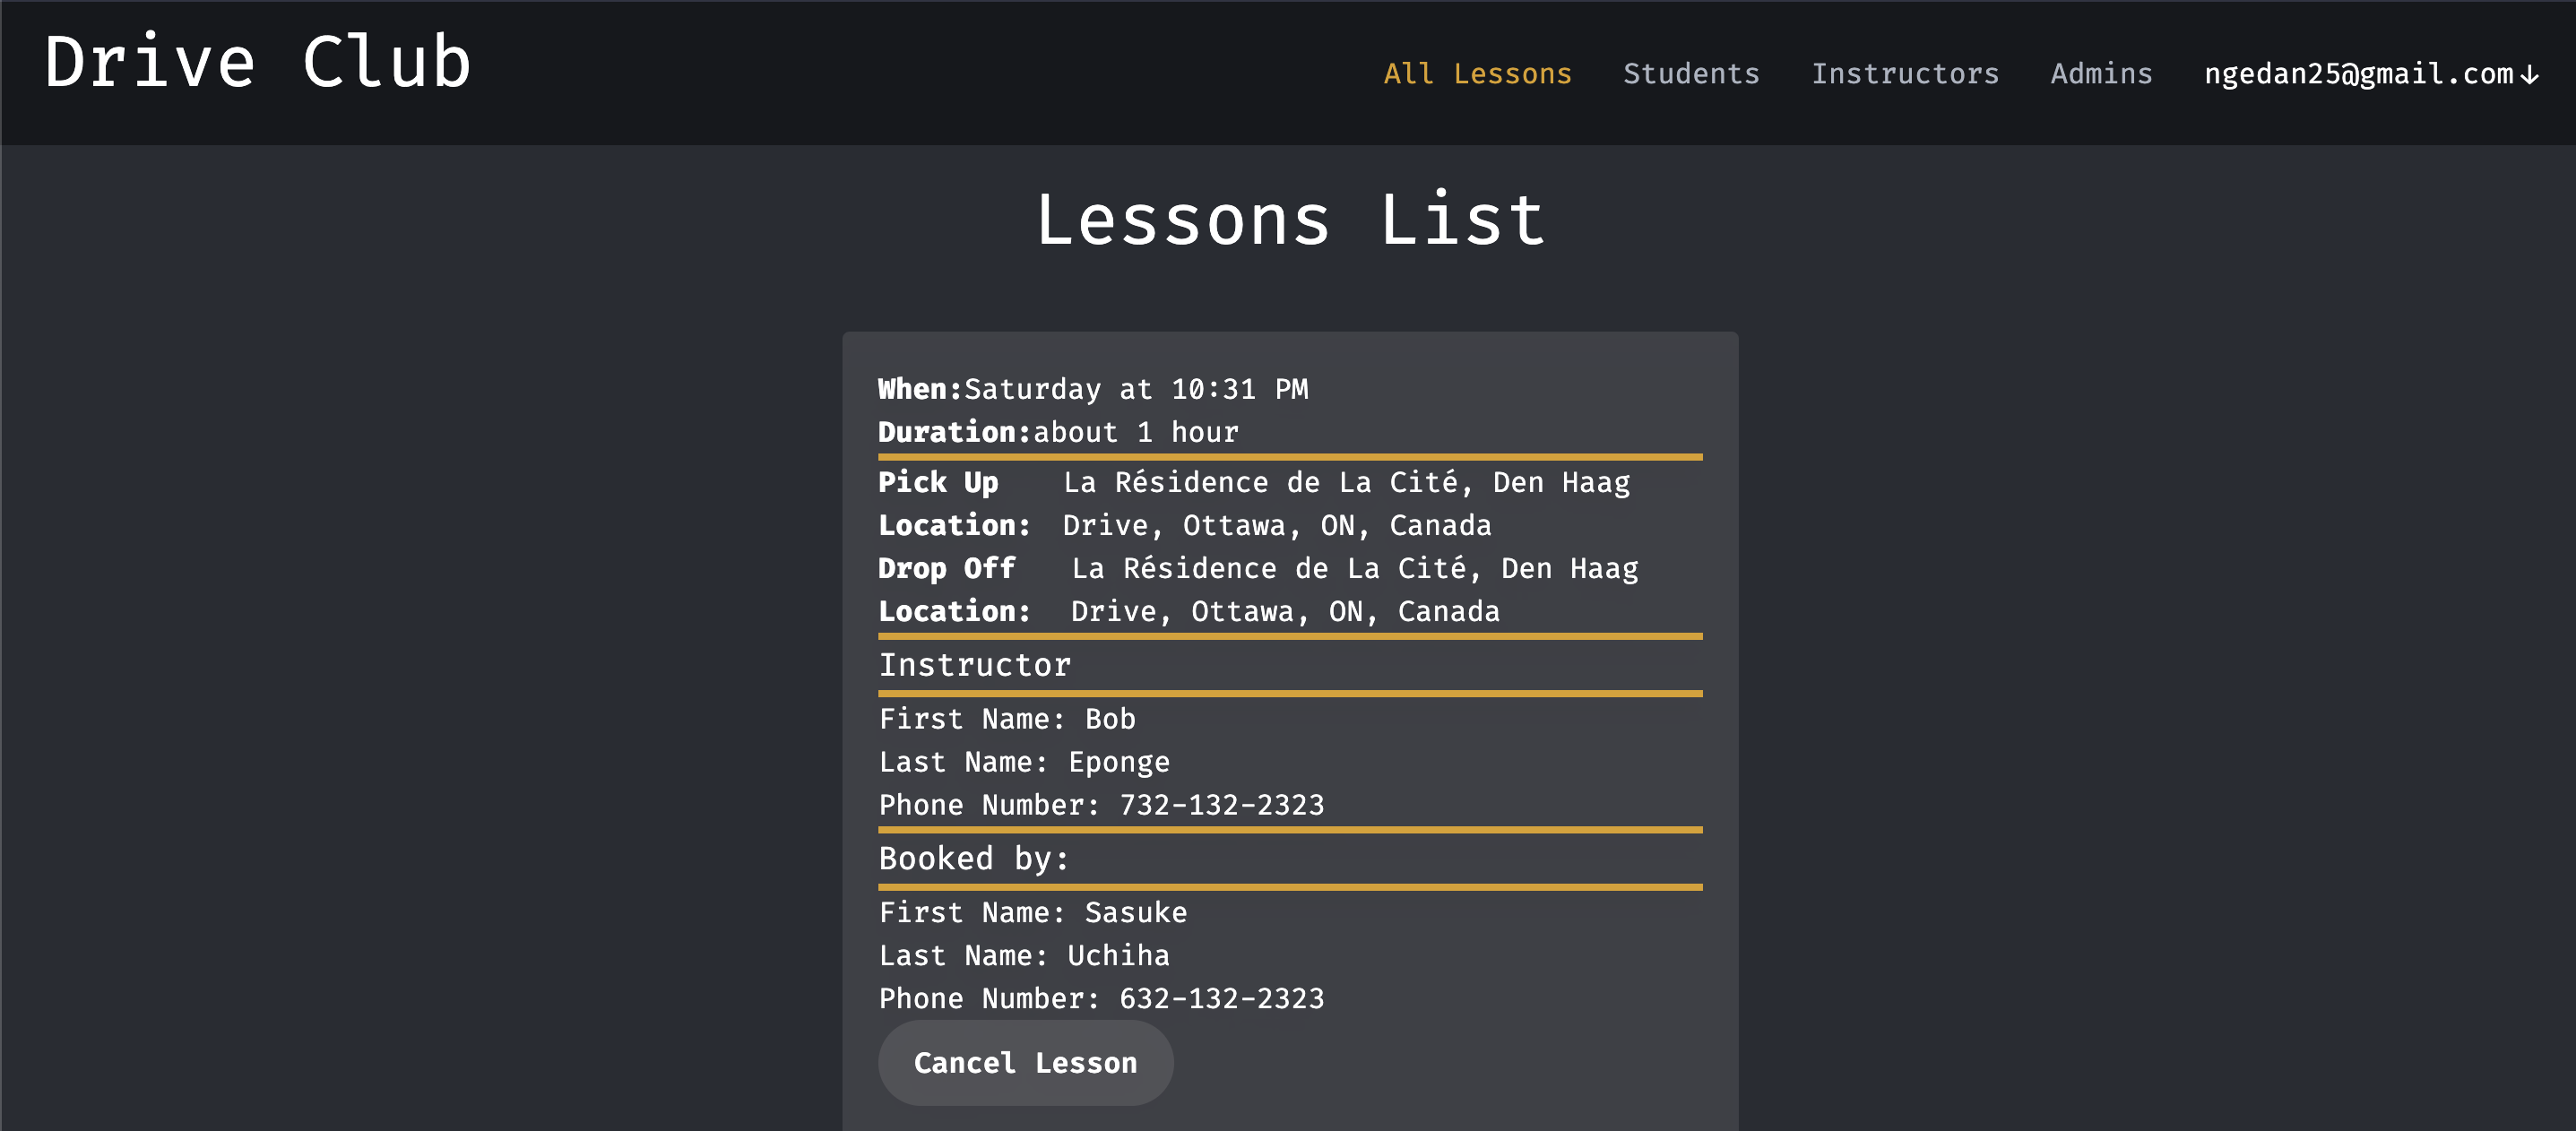 Drive Club
All Lessons Students Instructors Admins ngedan25@gmail.com↓
Lessons List
When:Saturday at 10:31 PM
Duration:about 1 hour
Pick Up La Résidence de La Cité, Den Haag
Location: Drive, Ottawa, ON, Canada
Drop Off La Résidence de La Cité, Den Haag
Location: Drive, Ottawa, ON, Canada
Instructor
First Name: Bob
Last Name: Eponge
Phone Number: 732-132-2323
Booked by:
First Name: Sasuke
Last Name: Uchiha
Phone Number: 632-132-2323
Cancel Lesson